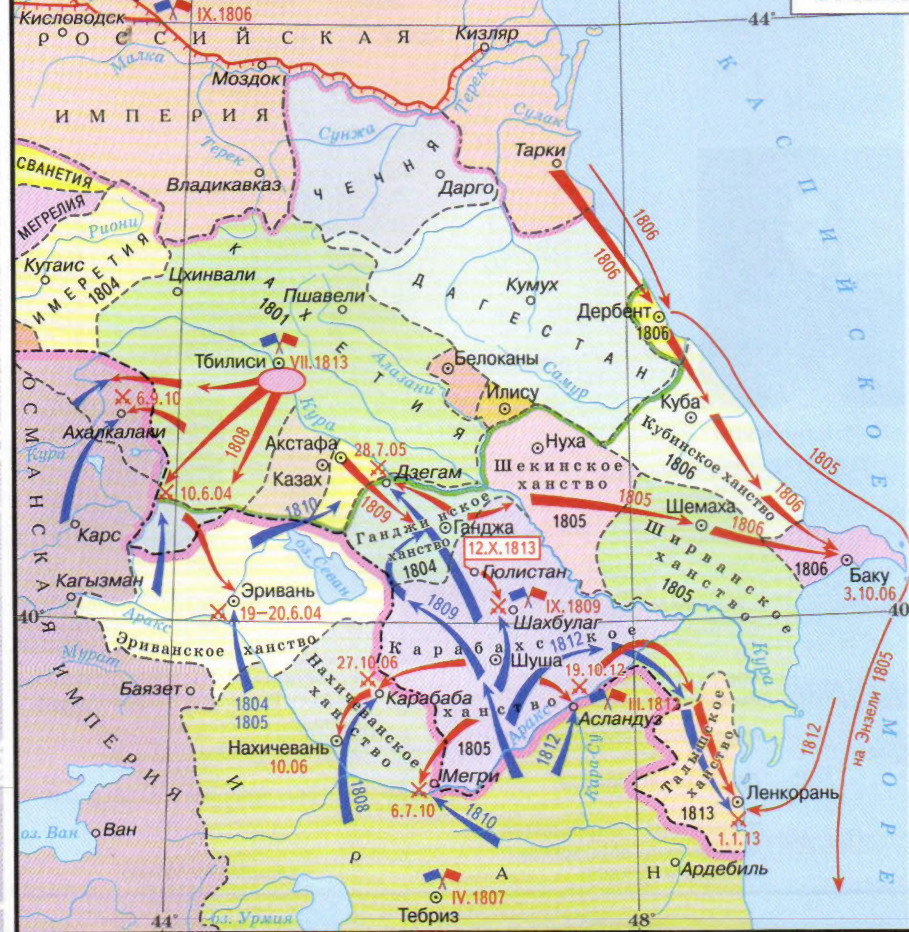 IX.1806
44°
Кисловодск
РОССИЙСКАЯ
Кизляр
К А С П И Й С К О Е
Малка
Моздок
Терек
ИМПЕРИЯ
Сунжа
Сулак
Терек
Тарки
СВАНЕТИЯ
ЧЕЧНЯ
Владикавказ
Дарго
МЕГРЕЛИЯ
1806
Риони
1806
Кутаис
ИМЕРЕТИЯ
1804
Цхинвали
КАХЕТИЯ
1801
Пшавели
ДАГЕСТАН
Кумух
Дербент
1806
Тбилиси
VII.1813
Белоканы
Алазани
Самур
ОСМАНСКАЯ
6.9.10
Илису
Куба
Ахалкалаки
Кура
Кура
1808
Акстафа
28.7.05
Нуха
Кубинское ханство
1806
Казах
Дзегам
Шекинское
ханство
1805
10.6.04
1810
1809
1805
1805
Шемаха
1806
1806
Ганджинское
ханство
1804
Ганджа
Карс
оз. Севан
12.X.1813
Ширванское
ханство
1805
1806
Баку
3.10.06
Кагызман
Гюлистан
Эривань
IX.1809
40°
40°
19–20.6.04
1809
Шахбулаг
Аракс
Карабахское
1812
Эриванское ханство
Мурат
27.10.06
Шуша
19.10.12
Кура
ИМПЕРИЯ
Баязет
Карабаба
ханство
III.1812
1804
1805
Нахичеванское
ханство
Аракс
Аслandуз
Талышское
ханство
1812
на Энзели 1805
МОРЕ
Нахичевань
10.06
1805
1812
Кара-Су
1808
Мегри
Ленкорань
6.7.10
1810
1813
1.1.13
оз. Ван
Ван
ИРАН
Ардебиль
IV.1807
Тебриз
44°
оз. Урмия
48°